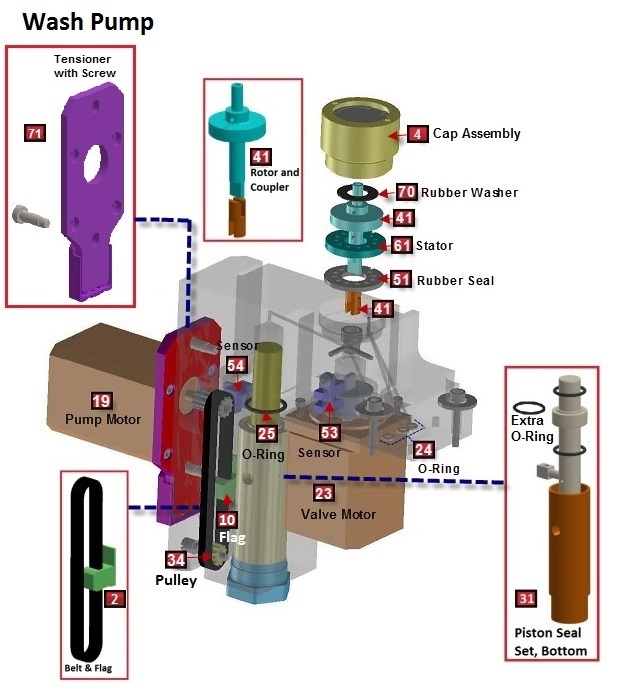 Wash Pump
Tensioner
with Screw
71
41
Rotor and
Coupler
4 Cap Assembly
70 Rubber Washer
41
61 Stator
51 Rubber Seal
41
Sensor
54
19
Pump Motor
25
O-Ring
53
Sensor
24
O-Ring
Extra
O-Ring
23
Valve Motor
10
Flag
34
Pulley
2
Belt & Flag
31
Piston Seal
Set, Bottom